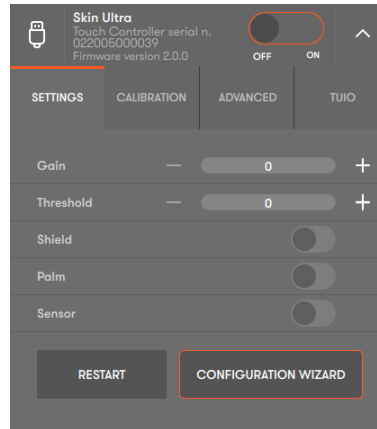 Skin Ultra
Touch Controller serial n.
022005000039
Firmware version 2.0.0
OFF ON
SETTINGS CALIBRATION ADVANCED TUIO
Gain — 0 +
Threshold — 0 +
Shield
Palm
Sensor
RESTART CONFIGURATION WIZARD